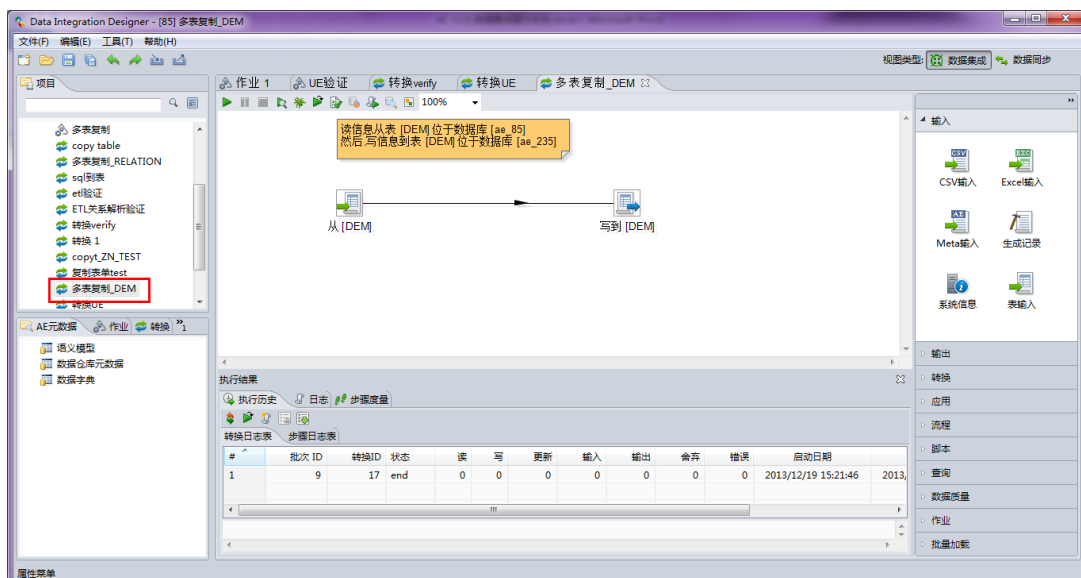 Data Integration Designer - [85] 多表复制_DEM
文件(F) 编辑(E) 工具(T) 帮助(H)
视图类型: 数据集成 数据同步
项目
作业 1 UE验证 转换verify 转换UE 多表复制_DEM
100%
多表复制
copy table
多表复制_RELATION
sql到表
etl验证
ETL关系解析验证
转换verify
转换 1
copyt_ZN_TEST
复制表单test
多表复制_DEM
转换UE
读信息从表 [DEM] 位于数据库 [ae_85]
然后写信息到表 [DEM] 位于数据库 [ae_235]
从 [DEM]
写到 [DEM]
输入
CSV输入 Excel输入
Meta输入 生成记录
系统信息 表输入
输出
转换
应用
流程
脚本
查询
数据质量
作业
批量加载
AE元数据 作业 转换 1
语义模型
数据仓库元数据
数据字典
执行结果
执行历史 日志 步骤度量
转换日志表 步骤日志表
# 批次 ID 转换ID 状态 读 写 更新 输入 输出 舍弃 错误 启动日期
1 9 17 end 0 0 0 0 0 0 0 2013/12/19 15:21:46 2013,
属性菜单